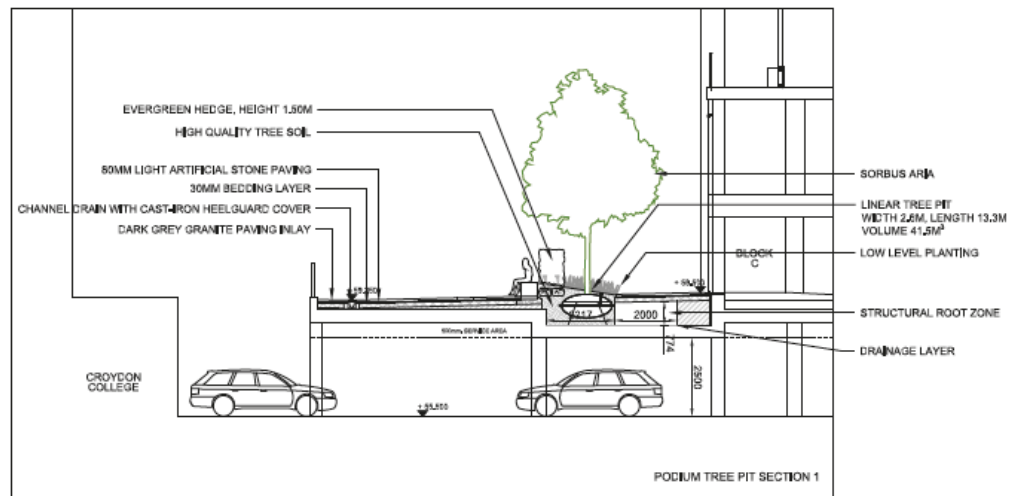 EVERGREEN HEDGE, HEIGHT 1.50M
HIGH QUALITY TREE SOIL
80MM LIGHT ARTIFICIAL STONE PAVING
30MM BEDDING LAYER
CHANNEL DRAIN WITH CAST-IRON HEELGUARD COVER
DARK GREY GRANITE PAVING INLAY
SORBUS ARIA
LINEAR TREE PIT
WIDTH 2.6M, LENGTH 13.3M
VOLUME 41.5M³
LOW LEVEL PLANTING
BLOCK
C
STRUCTURAL ROOT ZONE
2000
774
DRAINAGE LAYER
2500
CROYDON
COLLEGE
PODIUM TREE PIT SECTION 1